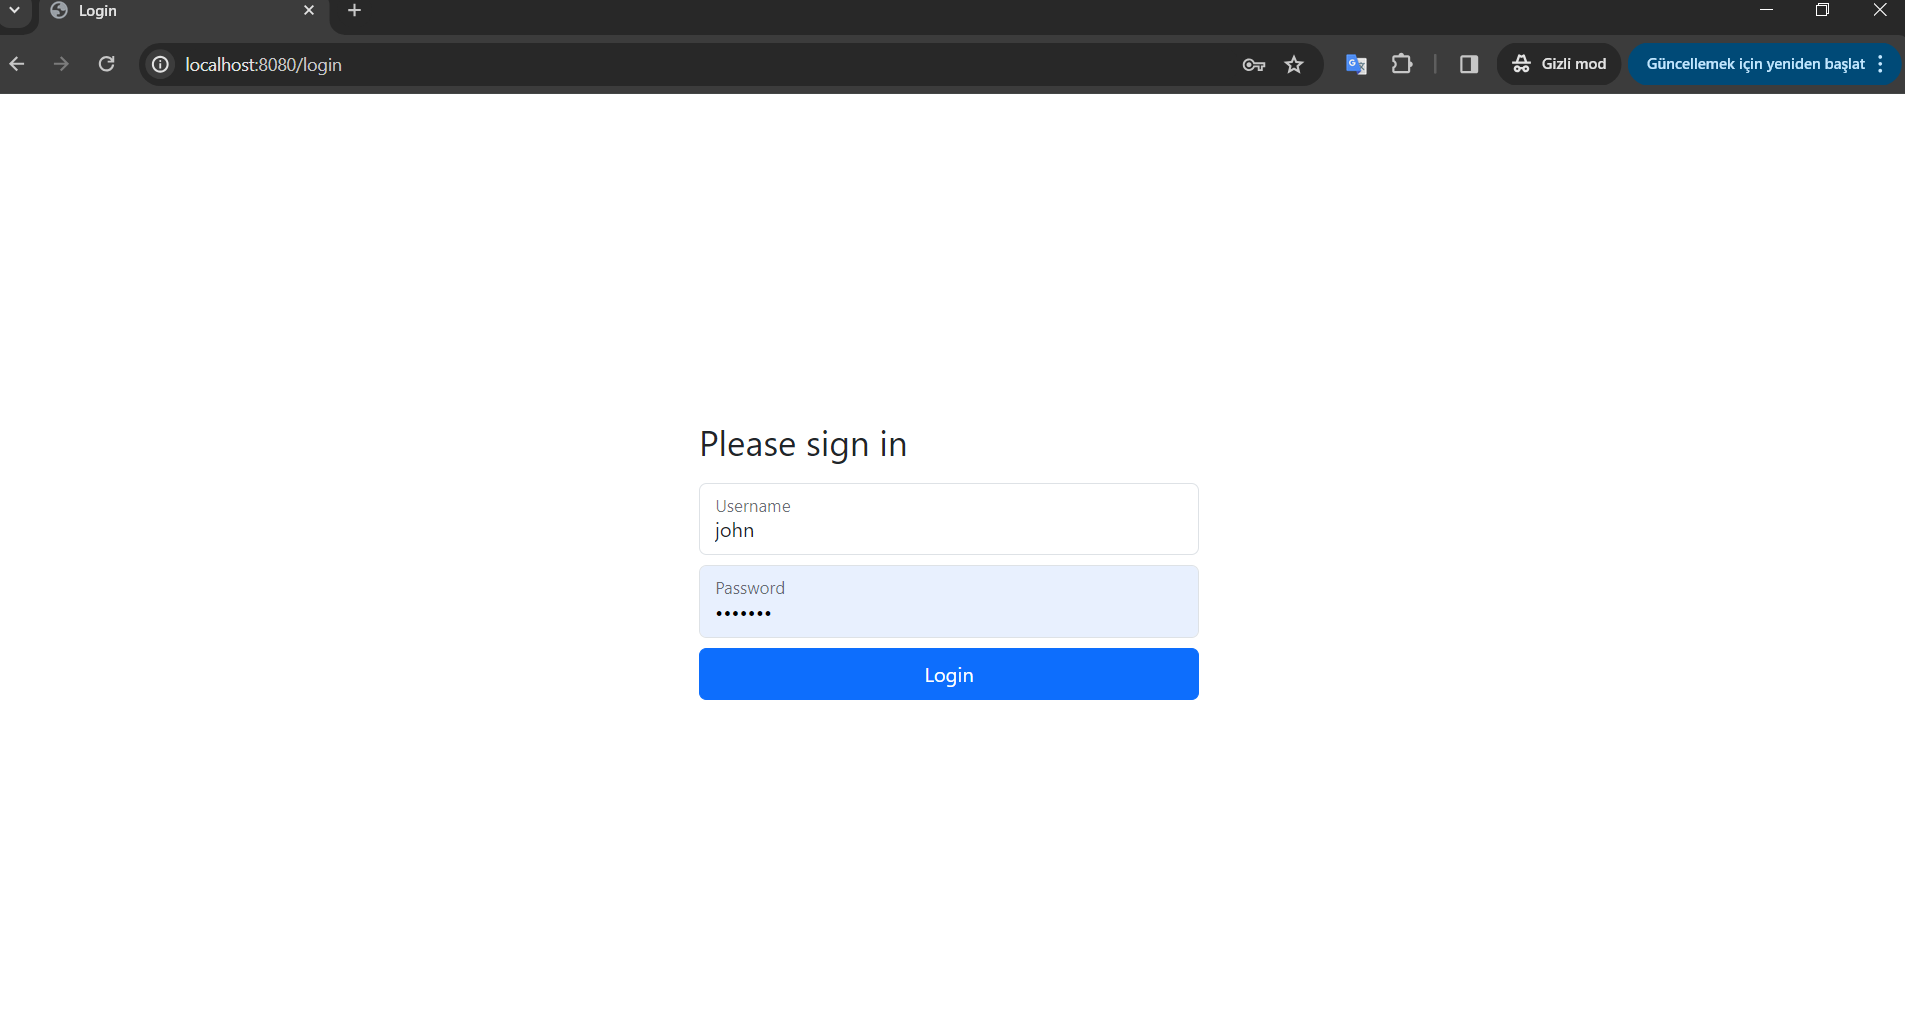 Login
localhost:8080/login
Gizli mod
Güncellemek için yeniden başlat
Please sign in
Username
john
Password
•••••••
Login